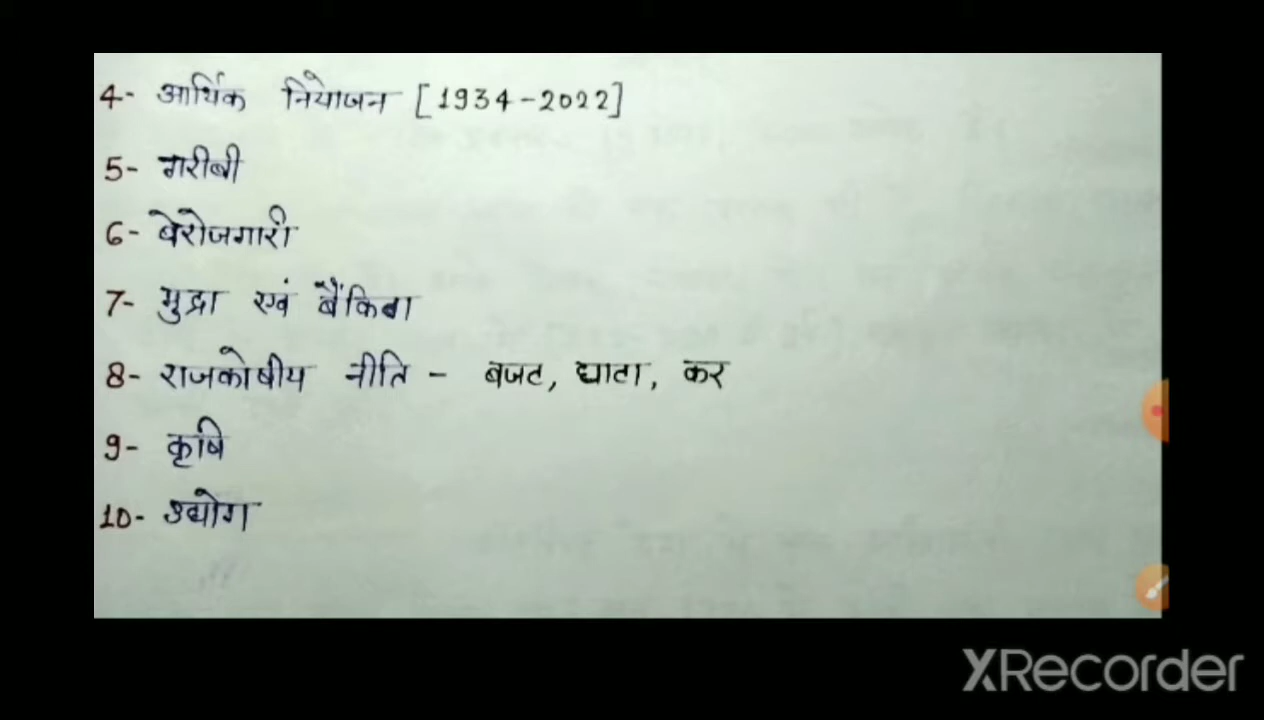 4- आर्थिक नियोजन [1934-2022]
5- गरीबी
6- बेरोजगारी
7- मुद्रा एवं बैंकिंग
8- राजकोषीय नीति - बजट, घाटा, कर
9- कृषि
10- उद्योग
XRecorder